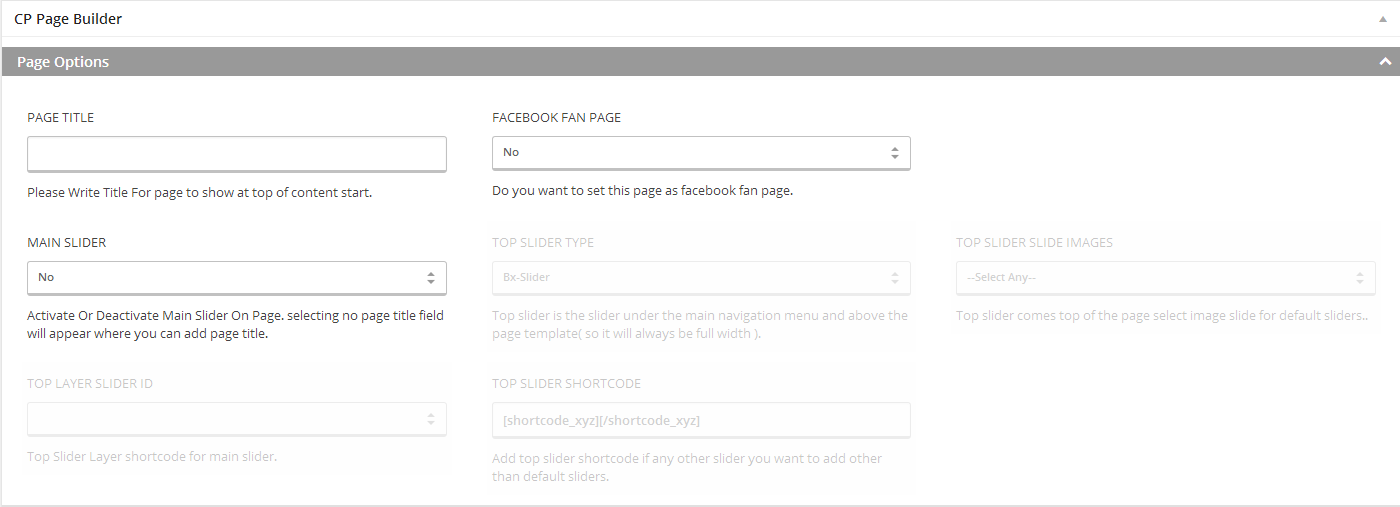 CP Page Builder
Page Options
PAGE TITLE
Please Write Title For page to show at top of content start.
FACEBOOK FAN PAGE
No
Do you want to set this page as facebook fan page.
MAIN SLIDER
No
Activate Or Deactivate Main Slider On Page. selecting no page title field
will appear where you can add page title.
TOP SLIDER TYPE
Bx-Slider
Top slider is the slider under the main navigation menu and above the
page template( so it will always be full width ).
TOP SLIDER SLIDE IMAGES
--Select Any--
Top slider comes top of the page select image slide for default sliders..
TOP LAYER SLIDER ID
Top Slider Layer shortcode for main slider.
TOP SLIDER SHORTCODE
[shortcode_xyz][/shortcode_xyz]
Add top slider shortcode if any other slider you want to add other
than default sliders.